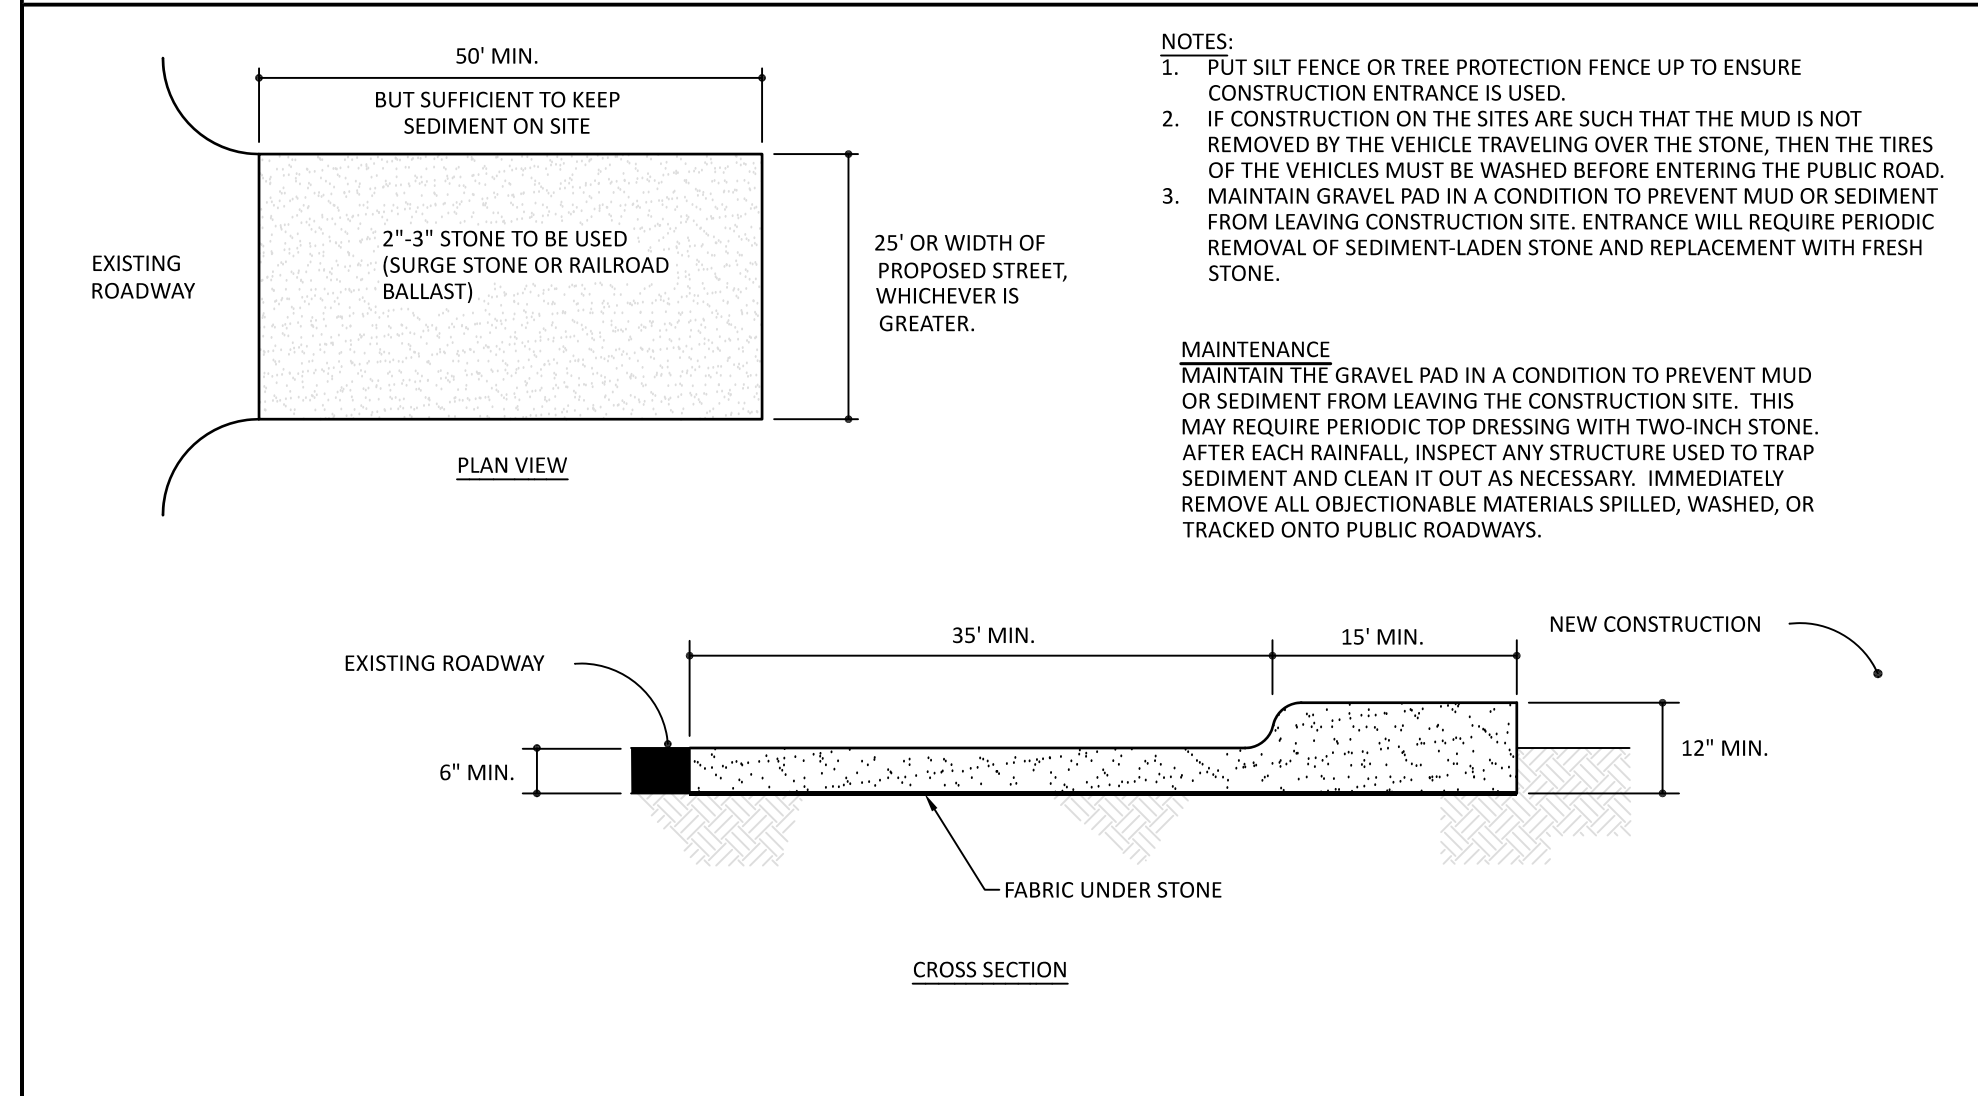 50' MIN.
BUT SUFFICIENT TO KEEP
SEDIMENT ON SITE
2"-3" STONE TO BE USED
(SURGE STONE OR RAILROAD
BALLAST)
EXISTING
ROADWAY
25' OR WIDTH OF
PROPOSED STREET,
WHICHEVER IS
GREATER.
PLAN VIEW
NOTES:
1. PUT SILT FENCE OR TREE PROTECTION FENCE UP TO ENSURE
CONSTRUCTION ENTRANCE IS USED.
2. IF CONSTRUCTION ON THE SITES ARE SUCH THAT THE MUD IS NOT
REMOVED BY THE VEHICLE TRAVELING OVER THE STONE, THEN THE TIRES
OF THE VEHICLES MUST BE WASHED BEFORE ENTERING THE PUBLIC ROAD.
3. MAINTAIN GRAVEL PAD IN A CONDITION TO PREVENT MUD OR SEDIMENT
FROM LEAVING CONSTRUCTION SITE. ENTRANCE WILL REQUIRE PERIODIC
REMOVAL OF SEDIMENT-LADEN STONE AND REPLACEMENT WITH FRESH
STONE.
MAINTENANCE
MAINTAIN THE GRAVEL PAD IN A CONDITION TO PREVENT MUD
OR SEDIMENT FROM LEAVING THE CONSTRUCTION SITE. THIS
MAY REQUIRE PERIODIC TOP DRESSING WITH TWO-INCH STONE.
AFTER EACH RAINFALL, INSPECT ANY STRUCTURE USED TO TRAP
SEDIMENT AND CLEAN IT OUT AS NECESSARY. IMMEDIATELY
REMOVE ALL OBJECTIONABLE MATERIALS SPILLED, WASHED, OR
TRACKED ONTO PUBLIC ROADWAYS.
EXISTING ROADWAY
35' MIN.
15' MIN.
NEW CONSTRUCTION
6" MIN.
12" MIN.
FABRIC UNDER STONE
CROSS SECTION